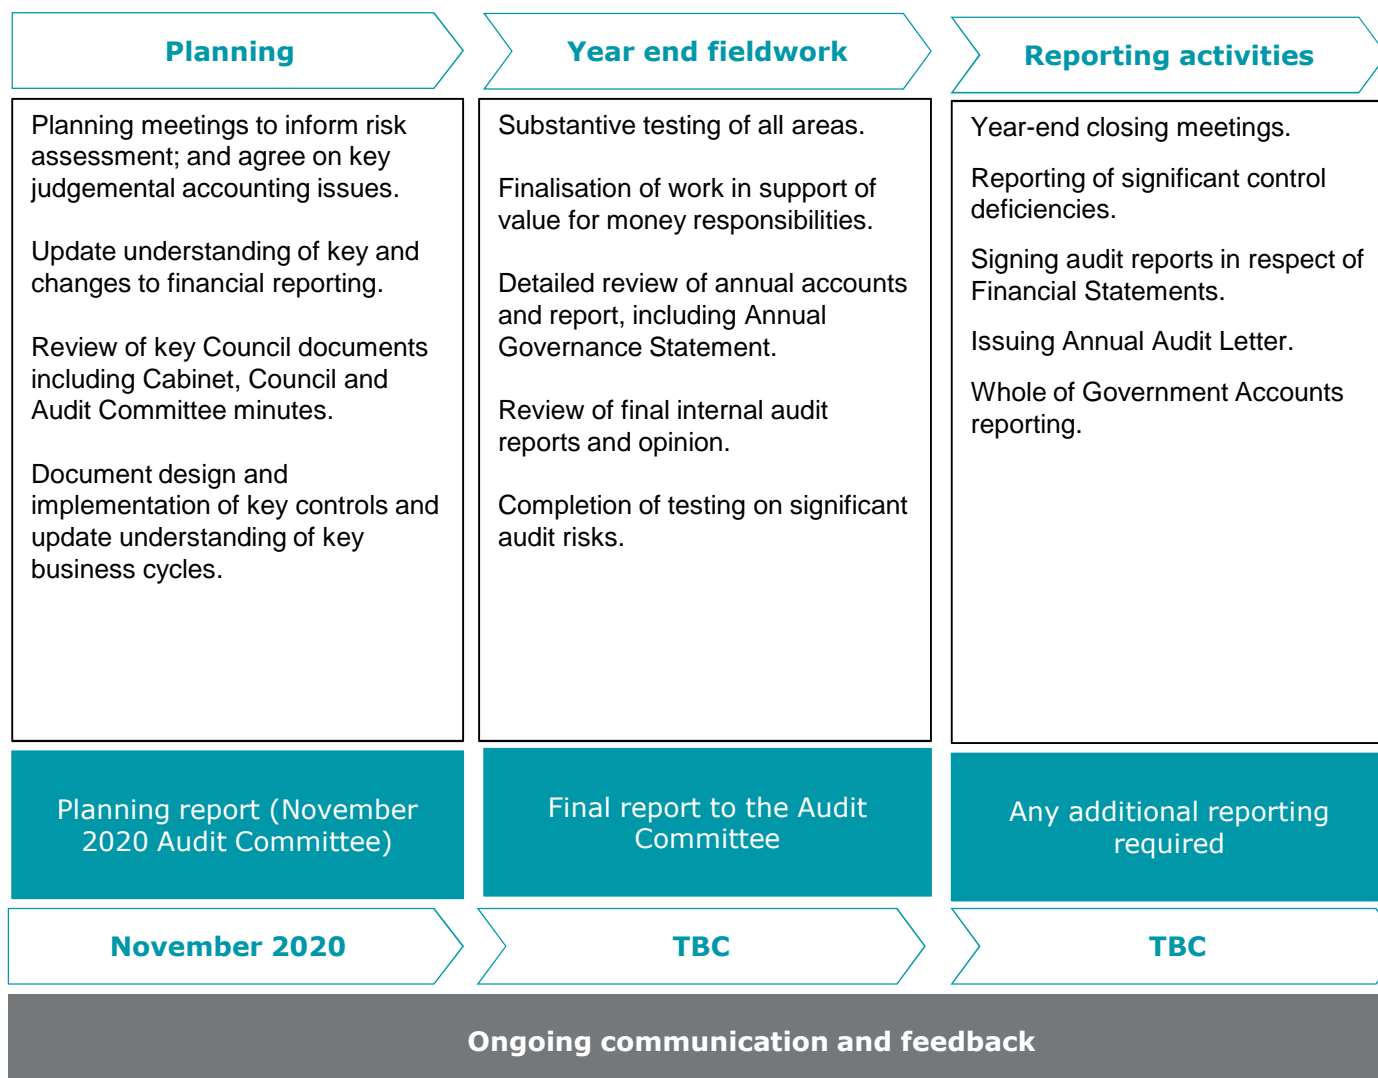 Planning
Year end fieldwork
Reporting activities
Planning meetings to inform risk
assessment; and agree on key
judgemental accounting issues.
Update understanding of key and
changes to financial reporting.
Review of key Council documents
including Cabinet, Council and
Audit Committee minutes.
Document design and
implementation of key controls and
update understanding of key
business cycles.
Substantive testing of all areas.
Finalisation of work in support of
value for money responsibilities.
Detailed review of annual accounts
and report, including Annual
Governance Statement.
Review of final internal audit
reports and opinion.
Completion of testing on significant
audit risks.
Year-end closing meetings.
Reporting of significant control
deficiencies.
Signing audit reports in respect of
Financial Statements.
Issuing Annual Audit Letter.
Whole of Government Accounts
reporting.
Planning report (November
2020 Audit Committee)
Final report to the Audit
Committee
Any additional reporting
required
November 2020
TBC
TBC
Ongoing communication and feedback